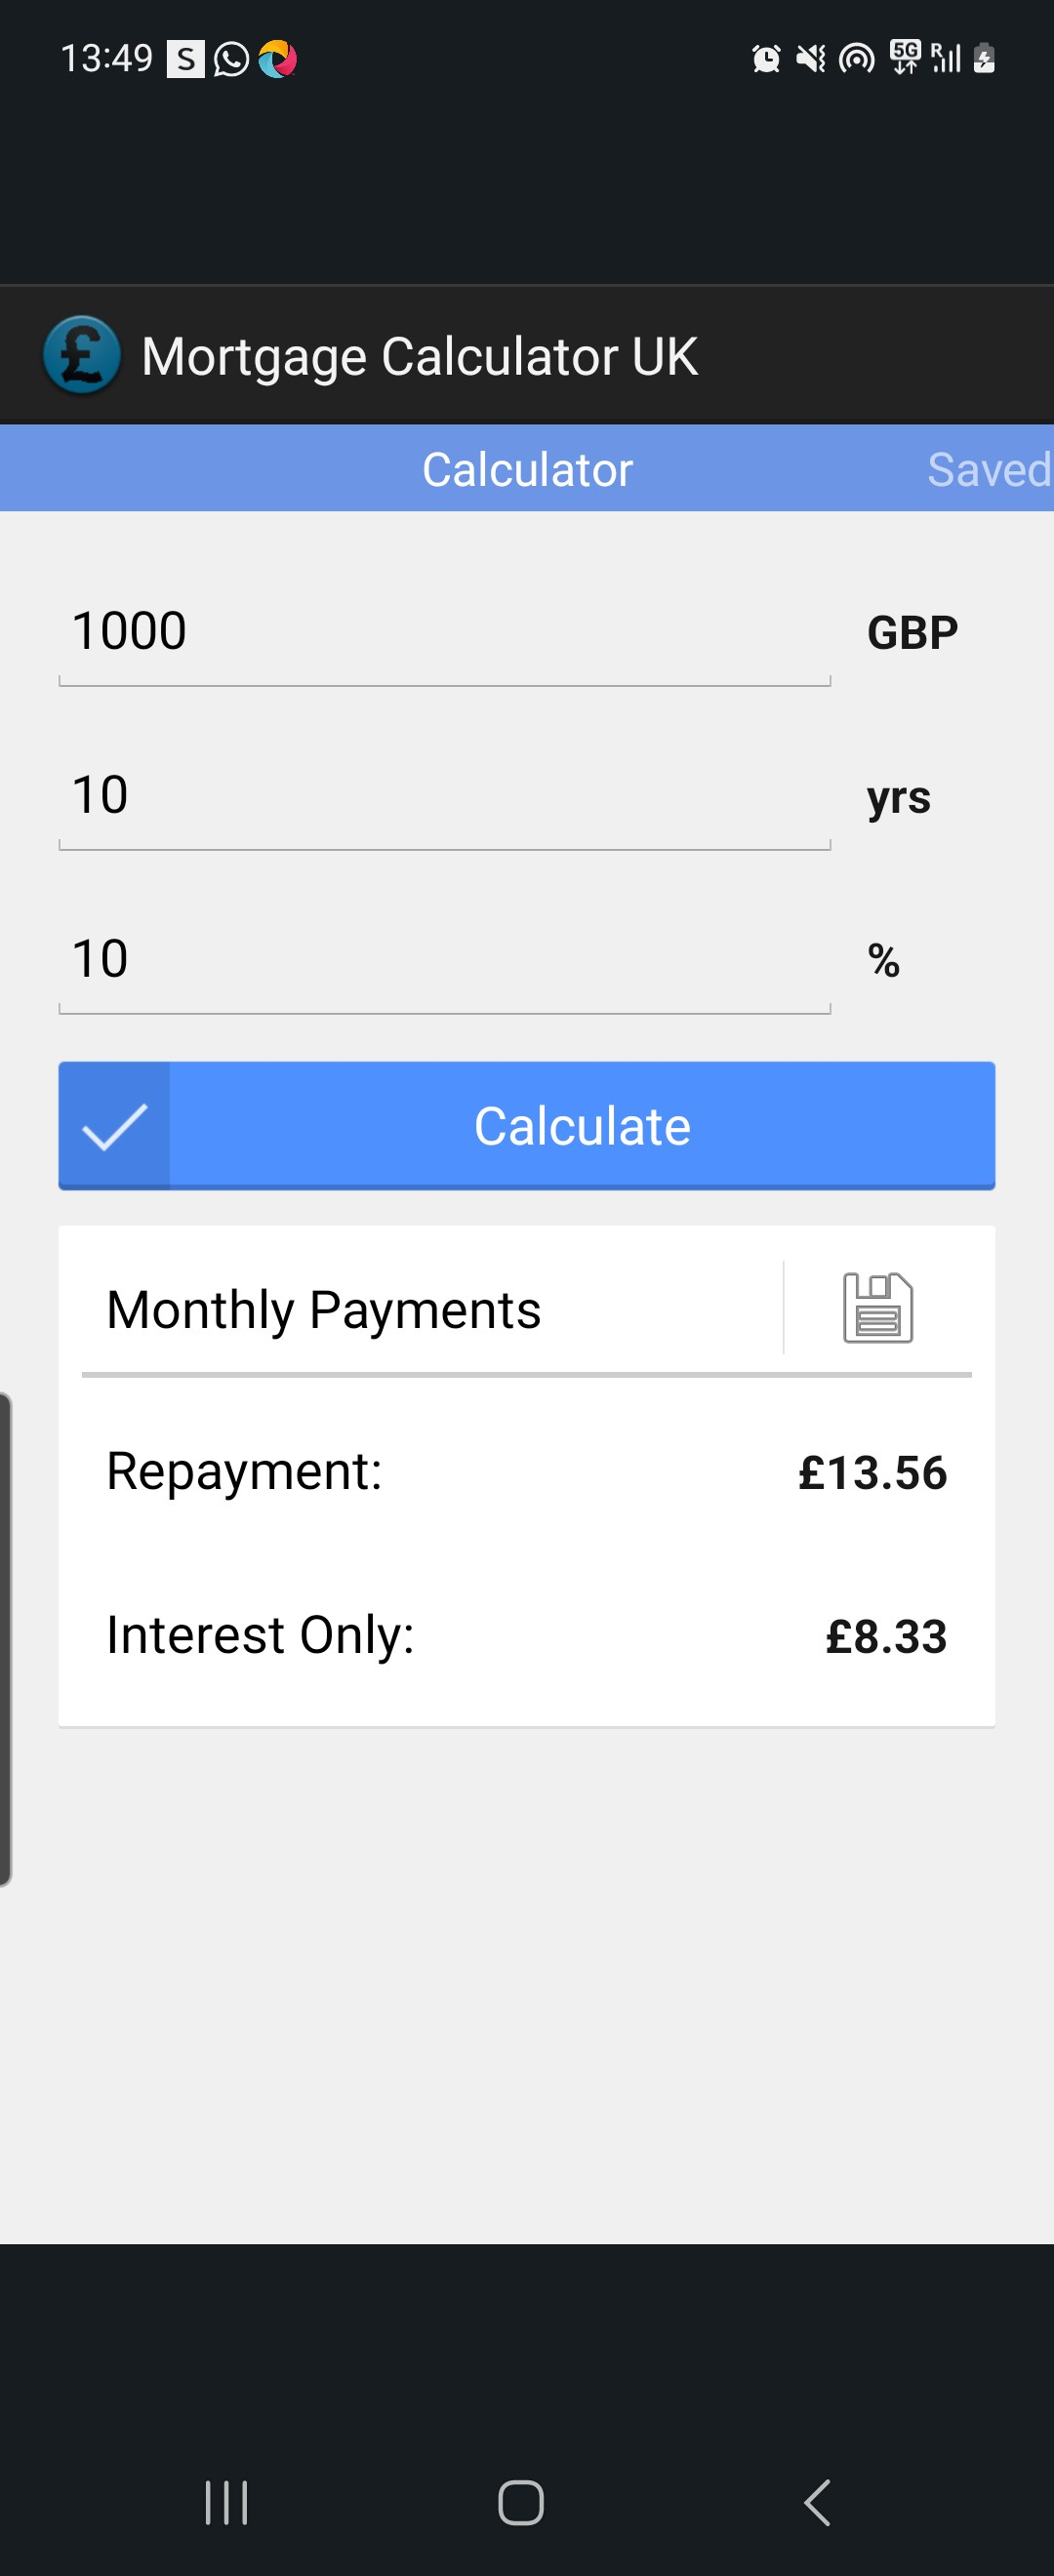 13:49 S 5G R
£ Mortgage Calculator UK
Calculator Saved
1000 GBP
10 yrs
10 %
Calculate
Monthly Payments
Repayment: £13.56
Interest Only: £8.33